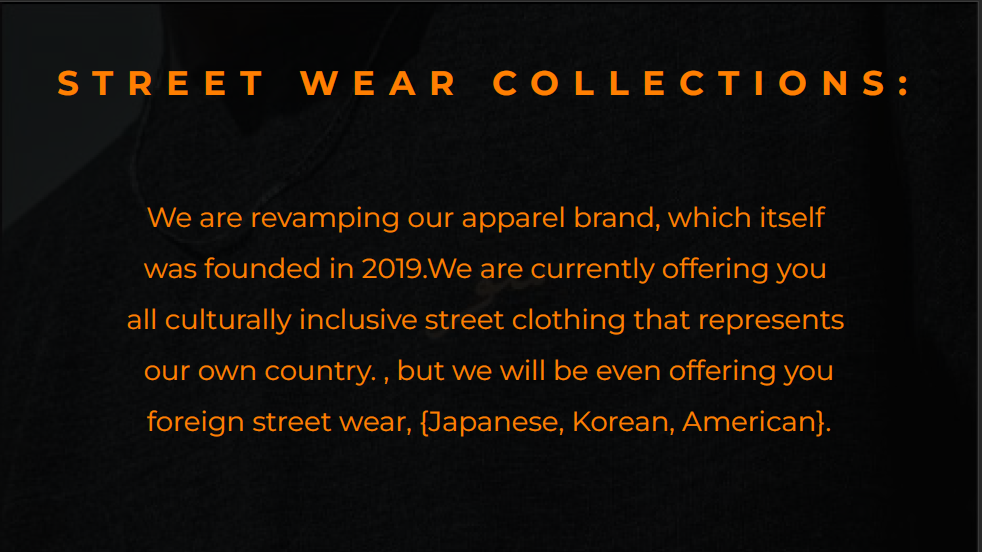 STREET WEAR COLLECTIONS:
We are revamping our apparel brand, which itself
was founded in 2019.We are currently offering you
all culturally inclusive street clothing that represents
our own country. , but we will be even offering you
foreign street wear, {Japanese, Korean, American}.